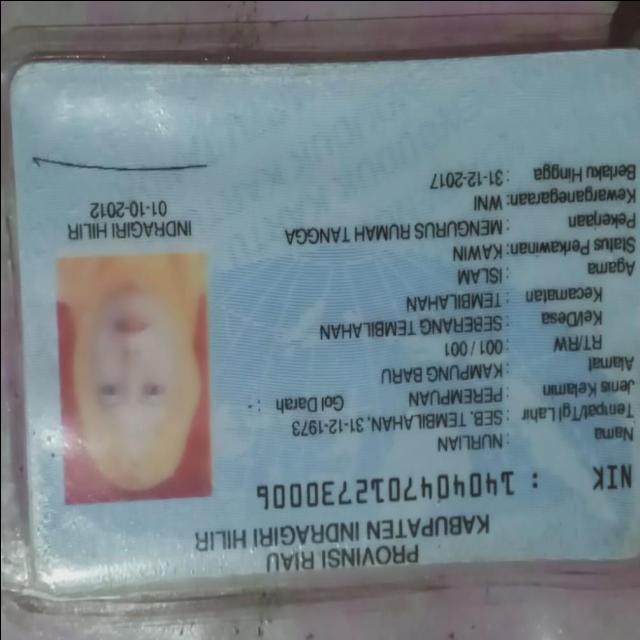 PROVINSI RIAU
KABUPATEN INDRAGIRI HILIR
NIK : 1404047012730006
Nama : NURLIAN
Tempat/Tgl Lahir : SEB. TEMBILAHAN, 31-12-1973
Jenis Kelamin : PEREMPUAN Gol Darah : -
Alamat : KAMPUNG BARU
RT/RW : 001 / 001
Kel/Desa : SEBERANG TEMBILAHAN
Kecamatan : TEMBILAHAN
Agama : ISLAM
Status Perkawinan: KAWIN
Pekerjaan : MENGURUS RUMAH TANGGA
Kewarganegaraan: WNI
Berlaku Hingga : 31-12-2017
INDRAGIRI HILIR
01-10-2012